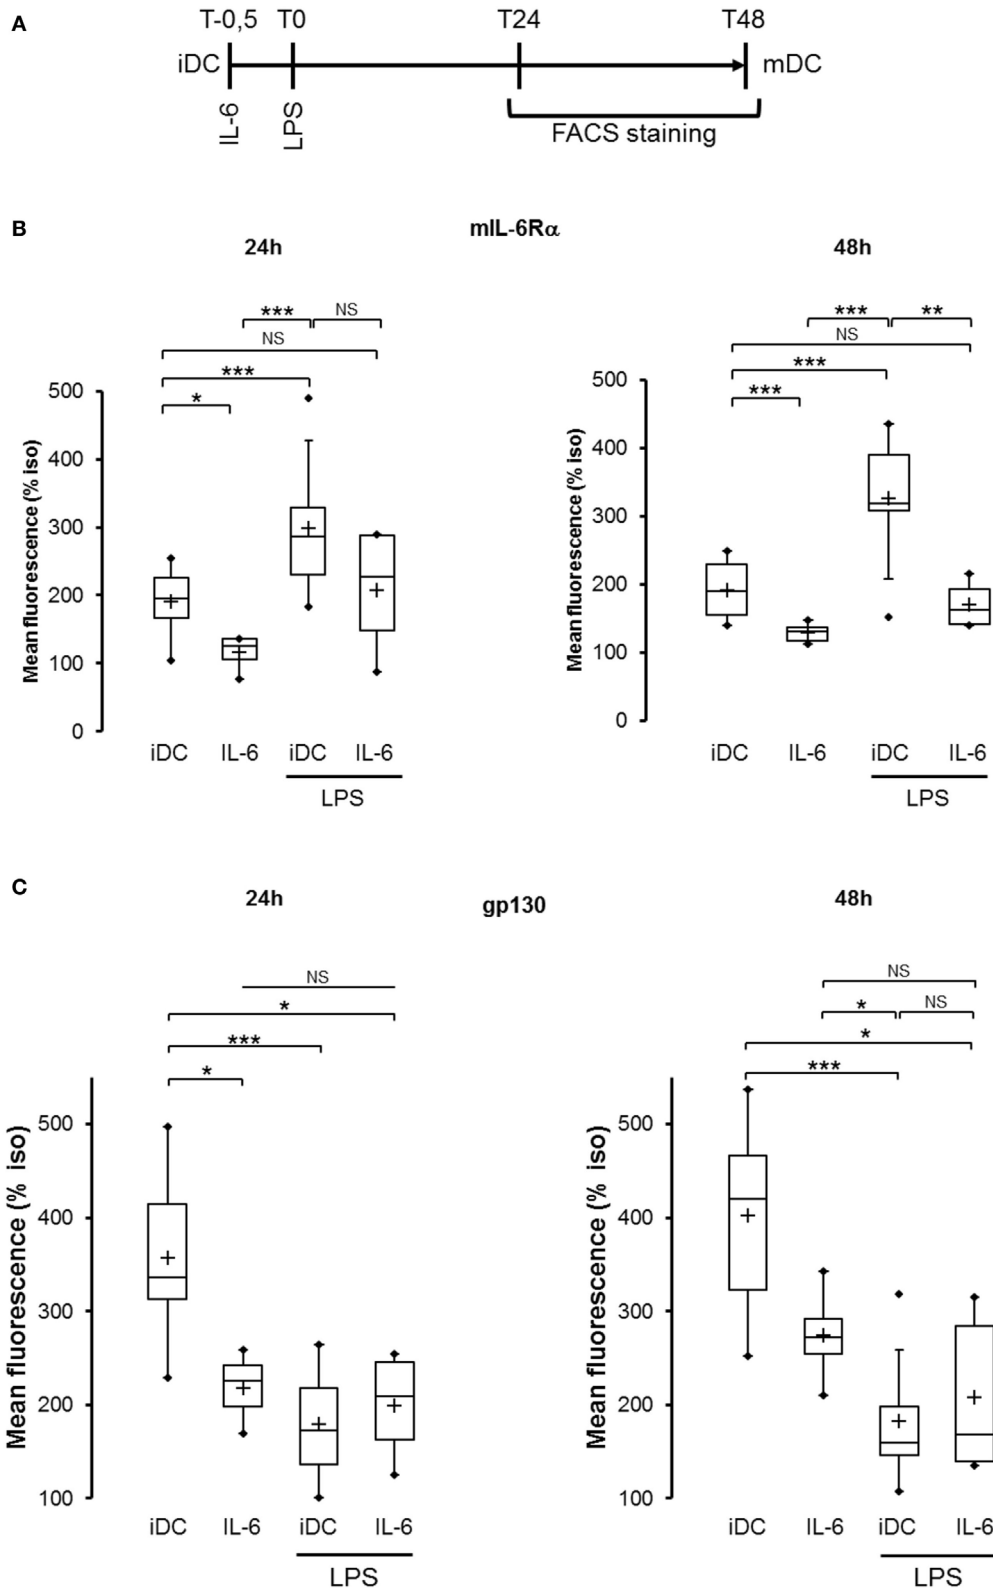 A
T-0,5 T0 T24 T48
iDC mDC
IL-6 LPS
FACS staining
B
mIL-6Rα
24h 48h
*** NS
NS
***
*
*** **
NS
***
***
Mean fluorescence (% iso)
500
400
300
200
100
0
iDC IL-6 iDC IL-6
LPS
Mean fluorescence (% iso)
500
400
300
200
100
0
iDC IL-6 iDC IL-6
LPS
C
24h gp130 48h
NS
*
***
*
NS
* NS
*
***
Mean fluorescence (% iso)
500
400
300
200
100
iDC IL-6 iDC IL-6
LPS
Mean fluorescence (% iso)
500
400
300
200
100
iDC IL-6 iDC IL-6
LPS